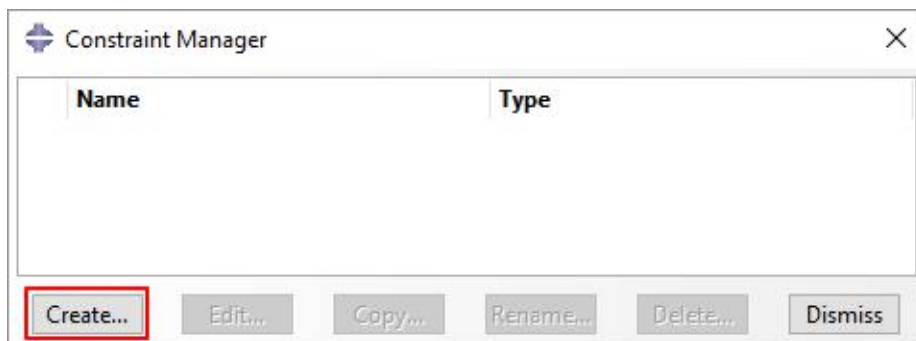 Constraint Manager
Name Type
Create... Edit... Copy... Rename... Delete... Dismiss